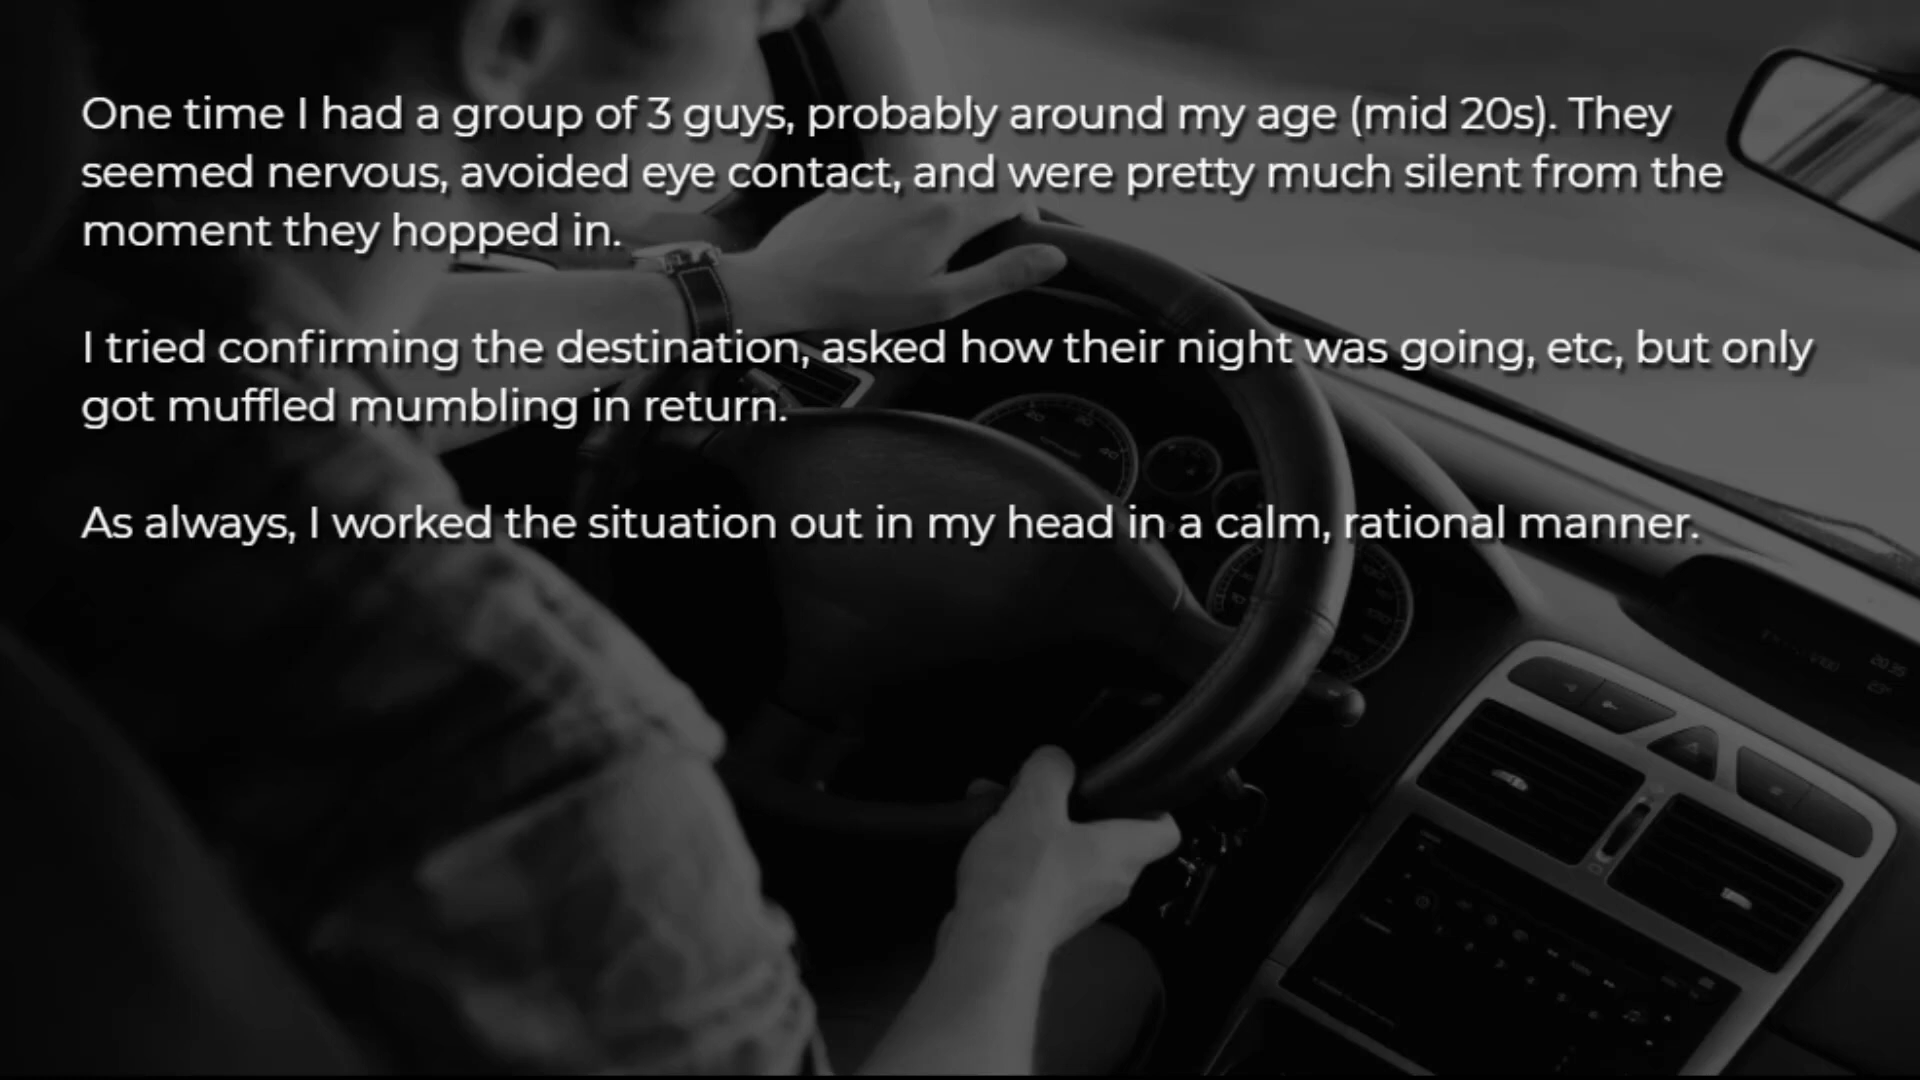 One time I had a group of 3 guys, probably around my age (mid 20s). They
seemed nervous, avoided eye contact, and were pretty much silent from the
moment they hopped in.
I tried confirming the destination, asked how their night was going, etc, but only
got muffled mumbling in return.
As always, I worked the situation out in my head in a calm, rational manner.